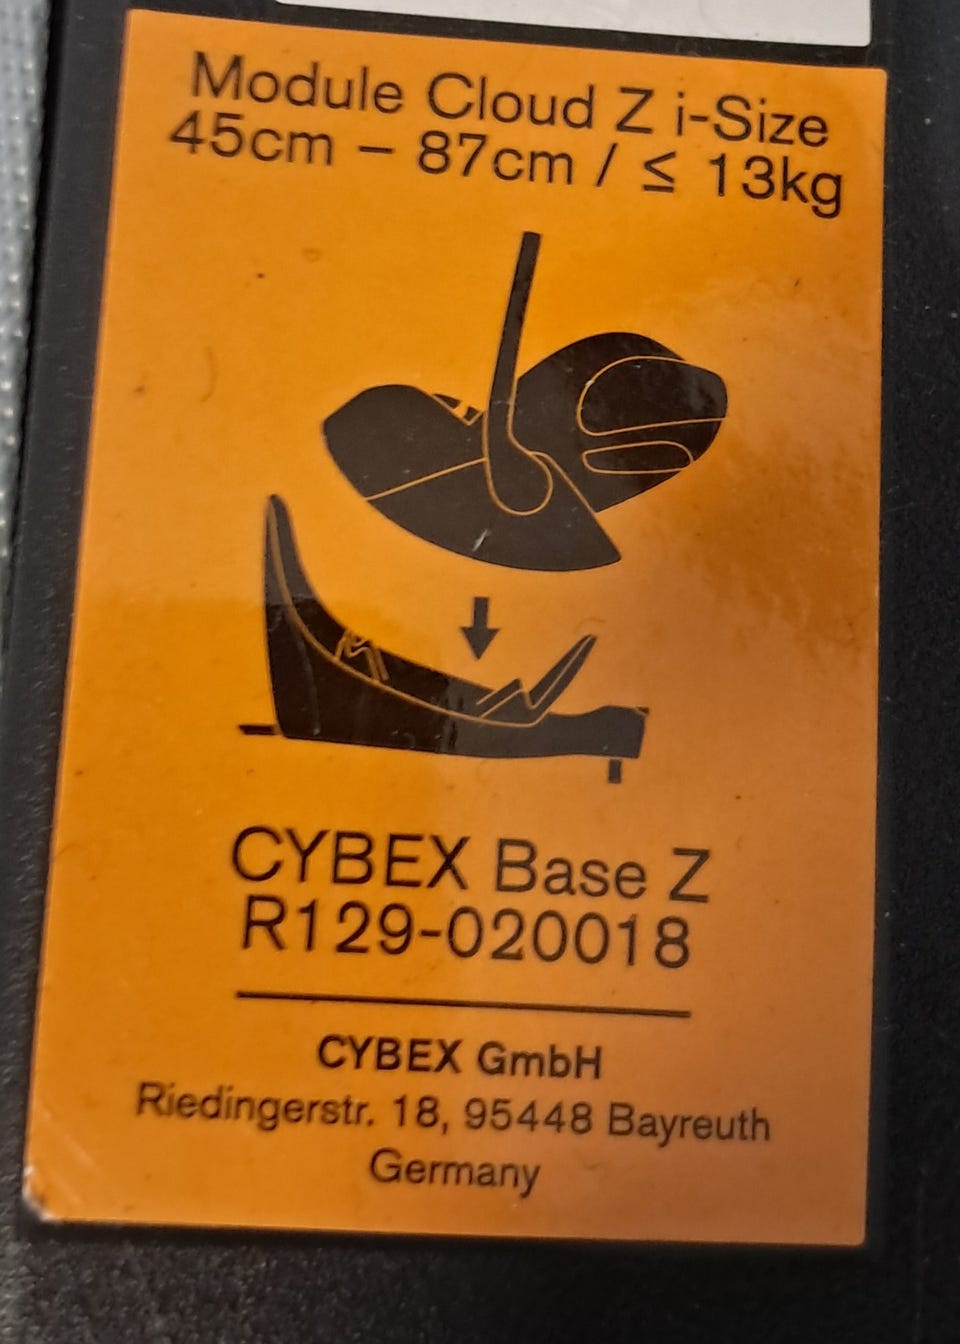 Module Cloud Z i-Size
45cm – 87cm / ≤ 13kg
CYBEX Base Z
R129-020018
CYBEX GmbH
Riedingerstr. 18, 95448 Bayreuth
Germany